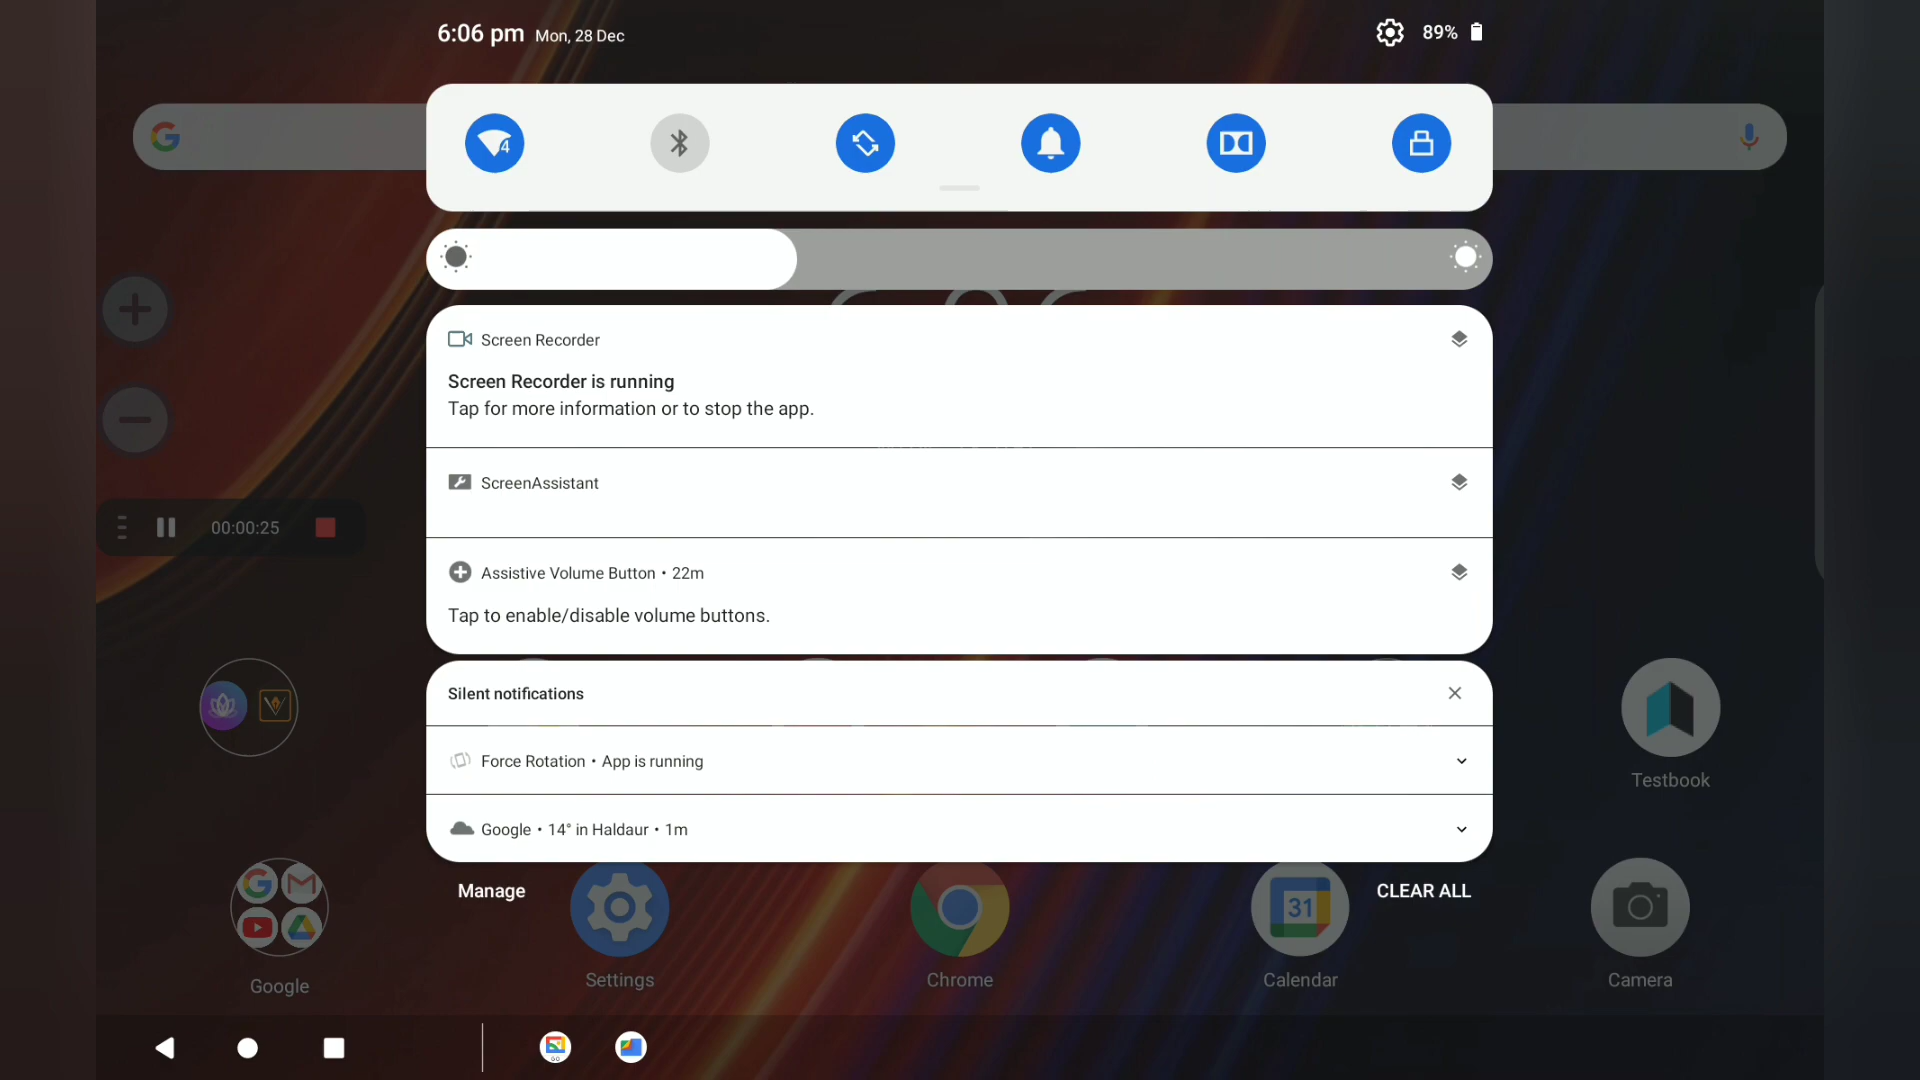 6:06 pm Mon, 28 Dec
89%
4
Screen Recorder
Screen Recorder is running
Tap for more information or to stop the app.
ScreenAssistant
00:00:25
Assistive Volume Button • 22m
Tap to enable/disable volume buttons.
Silent notifications
Force Rotation • App is running
Testbook
Google • 14° in Haldaur • 1m
Manage
CLEAR ALL
31
Google
Settings
Chrome
Calendar
Camera
GO